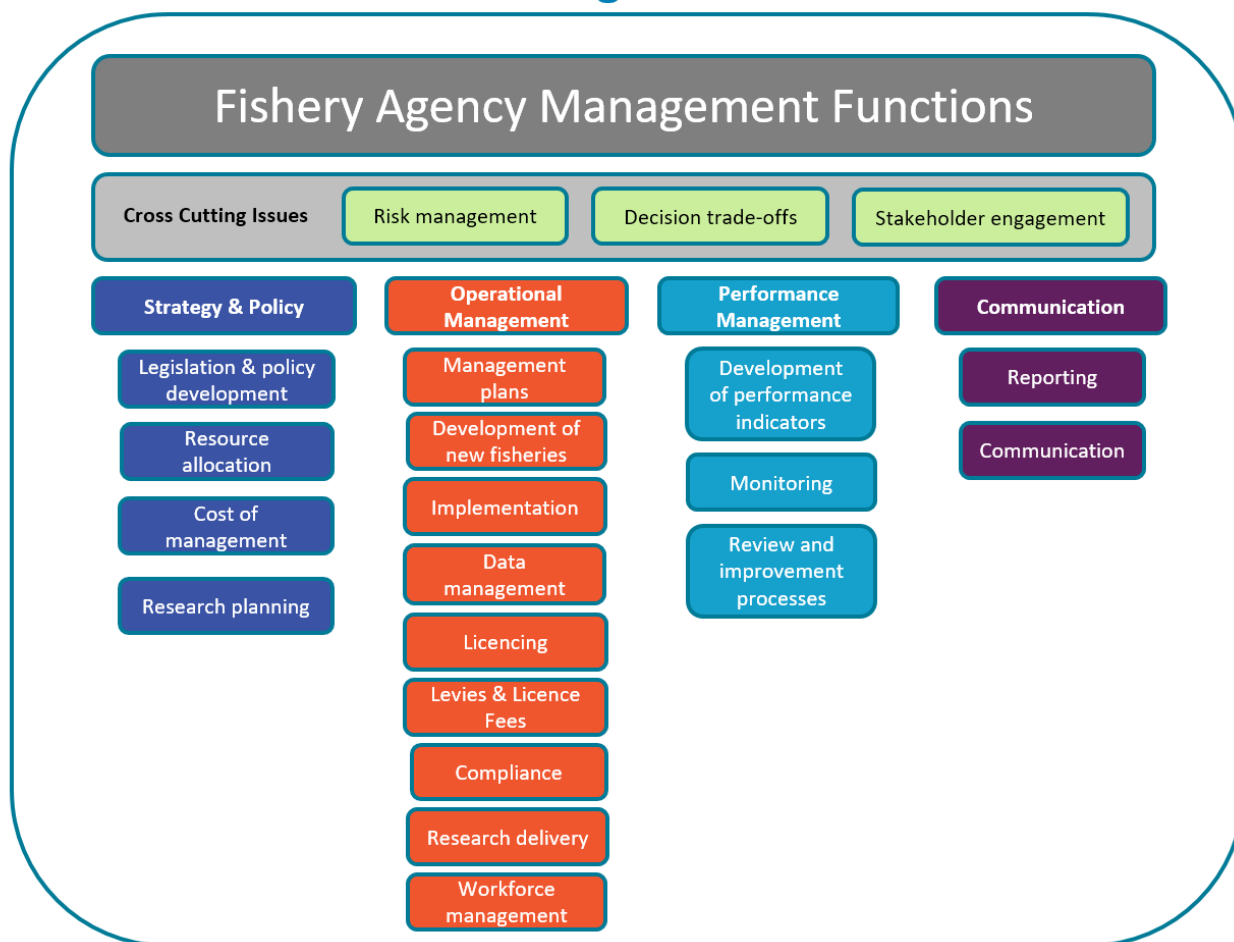 Fishery Agency Management Functions
Cross Cutting Issues
Risk management
Decision trade-offs
Stakeholder engagement
Strategy & Policy
Legislation & policy
development
Resource
allocation
Cost of
management
Research planning
Operational
Management
Management
plans
Development of
new fisheries
Implementation
Data
management
Licencing
Levies & Licence
Fees
Compliance
Research delivery
Workforce
management
Performance
Management
Development
of performance
indicators
Monitoring
Review and
improvement
processes
Communication
Reporting
Communication